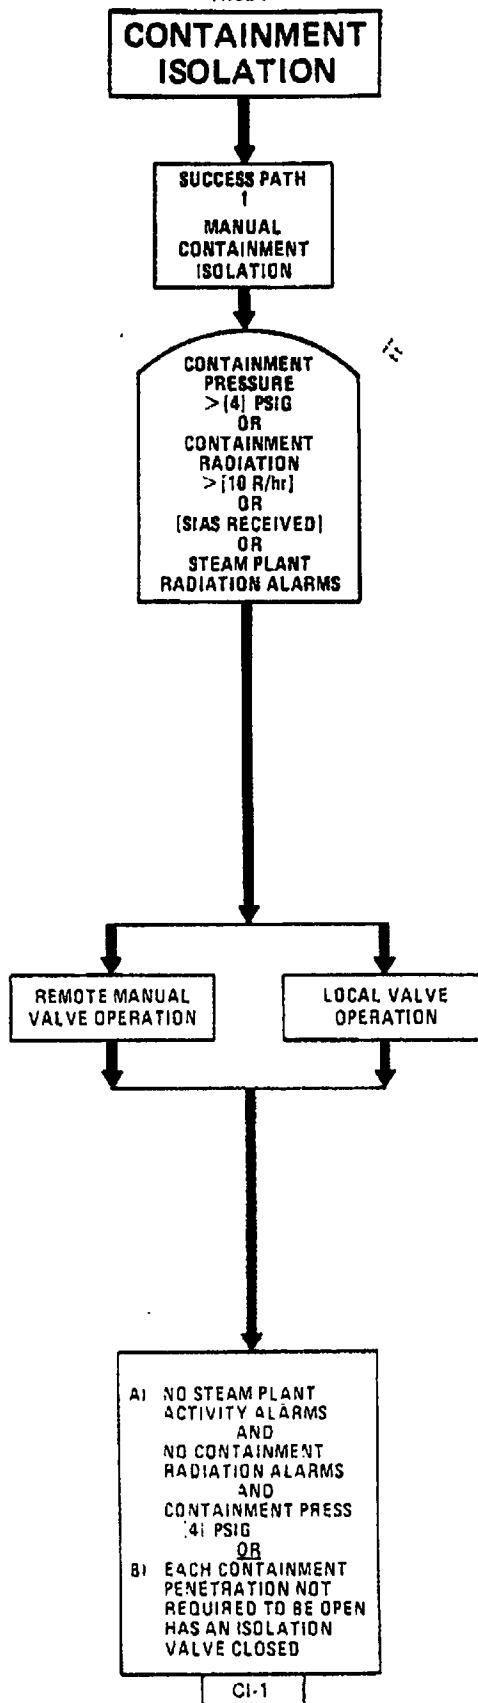 CONTAINMENT
ISOLATION
SUCCESS PATH
1
MANUAL
CONTAINMENT
ISOLATION
CONTAINMENT
PRESSURE
> [4] PSIG
OR
CONTAINMENT
RADIATION
> [10 R/hr]
OR
[SIAS RECEIVED]
OR
STEAM PLANT
RADIATION ALARMS
REMOTE MANUAL
VALVE OPERATION
LOCAL VALVE
OPERATION
A) NO STEAM PLANT
ACTIVITY ALARMS
AND
NO CONTAINMENT
RADIATION ALARMS
AND
CONTAINMENT PRESS
[4] PSIG
OR
B) EACH CONTAINMENT
PENETRATION NOT
REQUIRED TO BE OPEN
HAS AN ISOLATION
VALVE CLOSED
CI-1